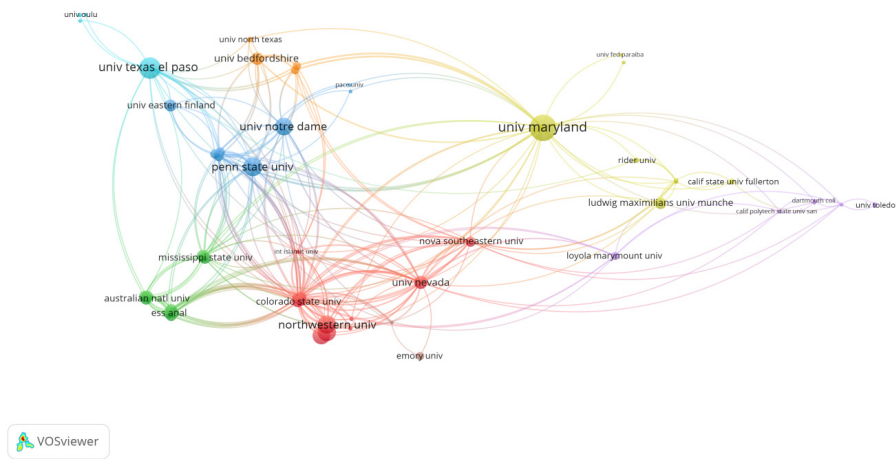 univ oulu
univ north texas
univ texas el paso
univ bedfordshire
univ fed paraiba
pace univ
univ eastern finland
univ notre dame
univ maryland
rider univ
penn state univ
calif state univ fullerton
ludwig maximilians univ munche
dartmouth coll
univ toledo
calif polytech state univ san
nova southeastern univ
int islamic univ
mississippi state univ
loyola marymount univ
univ nevada
australian natl univ
colorado state univ
ess anal
northwestern univ
emory univ
VOSviewer